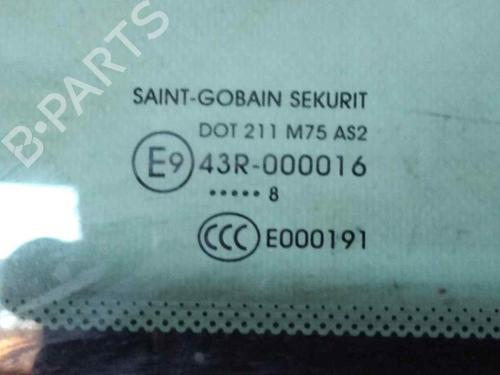 SAINT-GOBAIN SEKURIT
DOT 211 M75 AS2
E9 43R-000016
..... 8
CCC E000191
B-PARTS